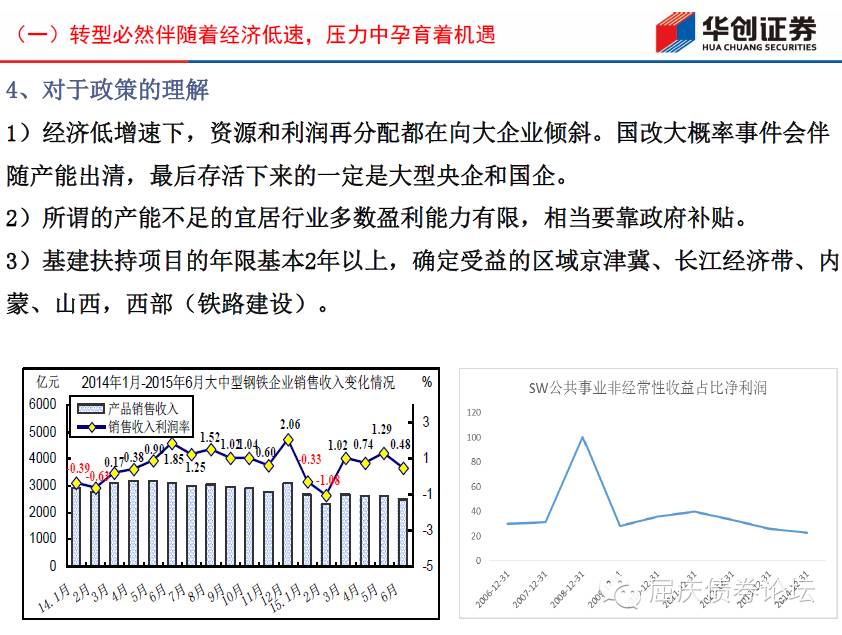 （一）转型必然伴随着经济低速，压力中孕育着机遇
华创证券
HUA CHUANG SECURITIES
4、对于政策的理解
1）经济低增速下，资源和利润再分配都在向大企业倾斜。国改大概率事件会伴
随产能出清，最后存活下来的一定是大型央企和国企。
2）所谓的产能不足的宜居行业多数盈利能力有限，相当要靠政府补贴。
3）基建扶持项目的年限基本2年以上，确定受益的区域京津冀、长江经济带、内
蒙、山西，西部（铁路建设）。
亿元 2014年1月-2015年6月大中型钢铁企业销售收入变化情况 %
产品销售收入
销售收入利润率
6000
5000
4000
3000
2000
1000
0
3
1
-1
-3
-5
-0.39
-0.63
0.17
0.38
0.90
1.85
1.25
1.52
1.02
1.04
0.60
2.06
-0.33
-1.08
1.02
0.74
1.29
0.48
14. 1月 2月 3月 4月 5月 6月 7月 8月 9月 10月 11月 12月 15. 1月 2月 3月 4月 5月 6月
SW公共事业非经常性收益占比净利润
120
100
80
60
40
20
0
2006-12-31 2007-12-31 2008-12-31 2014-12-31
屈庆债券论坛